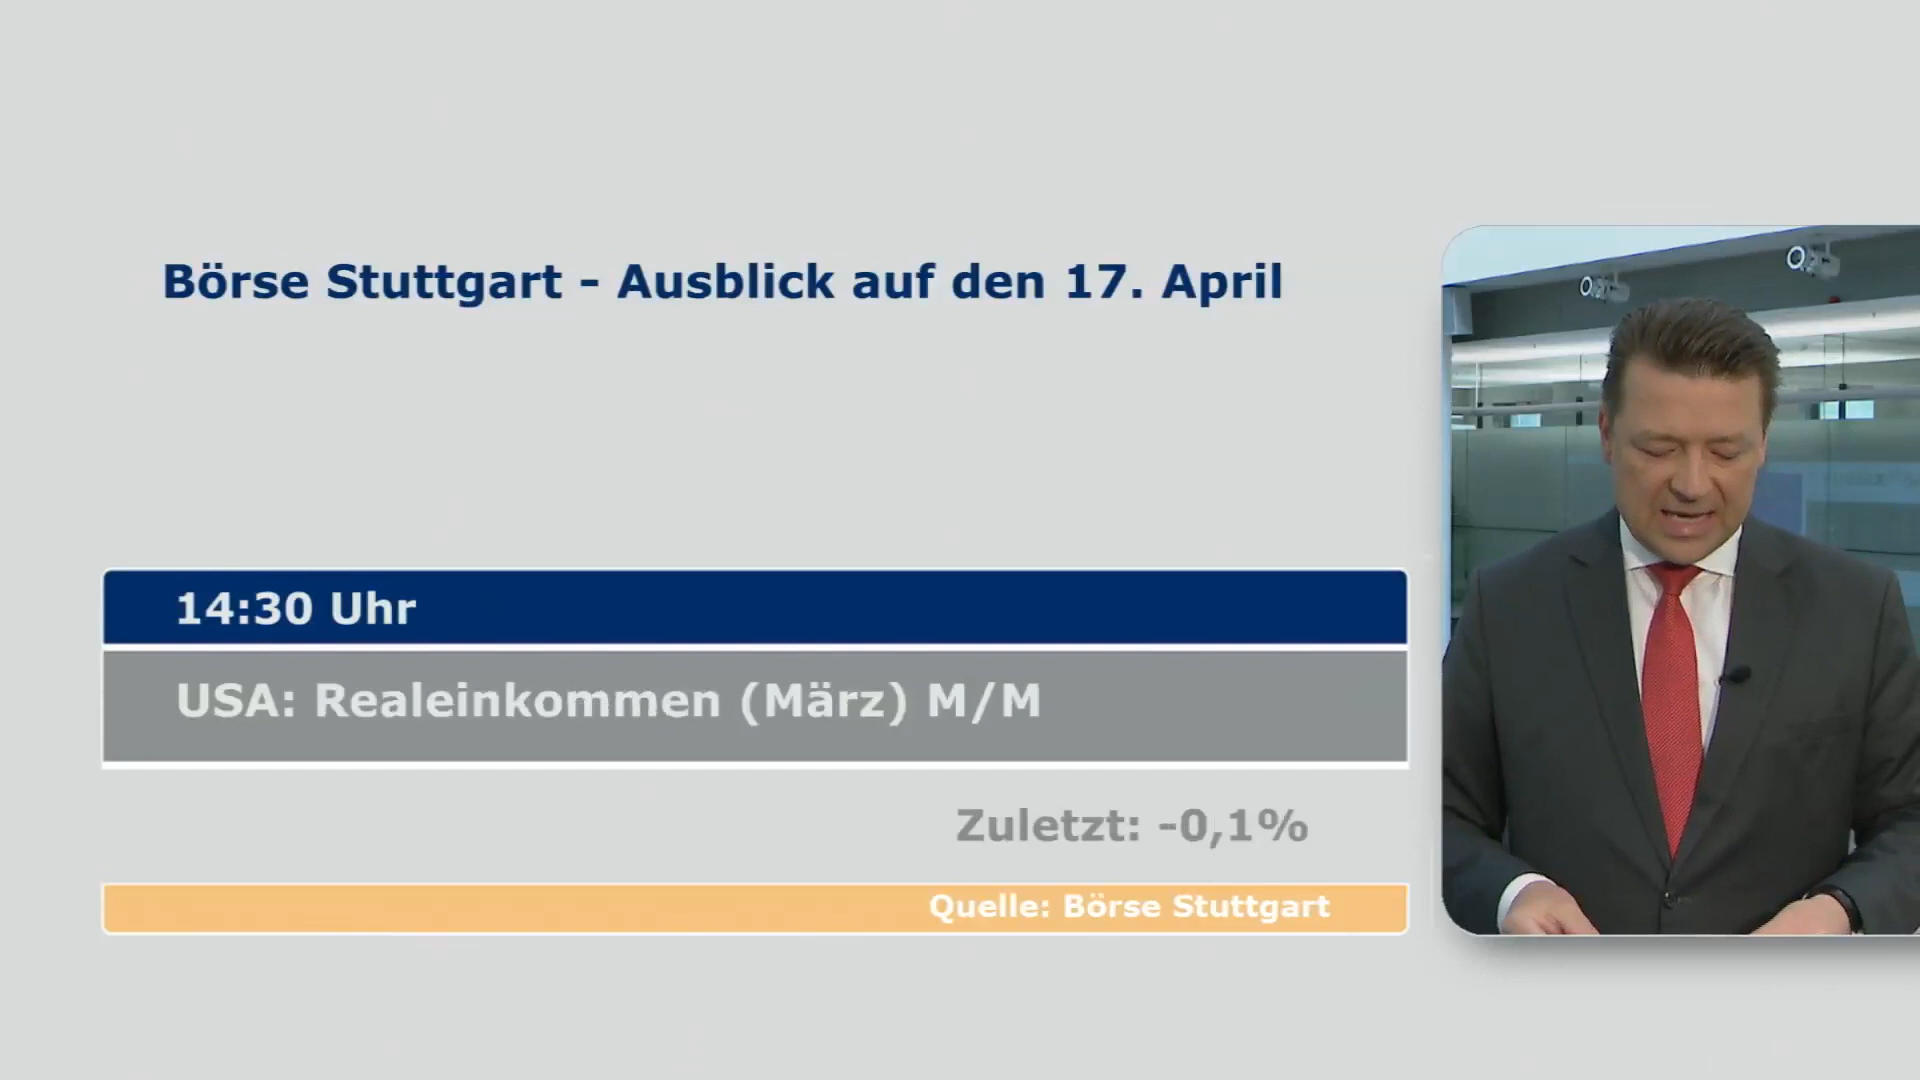 Börse Stuttgart - Ausblick auf den 17. April
14:30 Uhr
USA: Realeinkommen (März) M/M
Zuletzt: -0,1%
Quelle: Börse Stuttgart